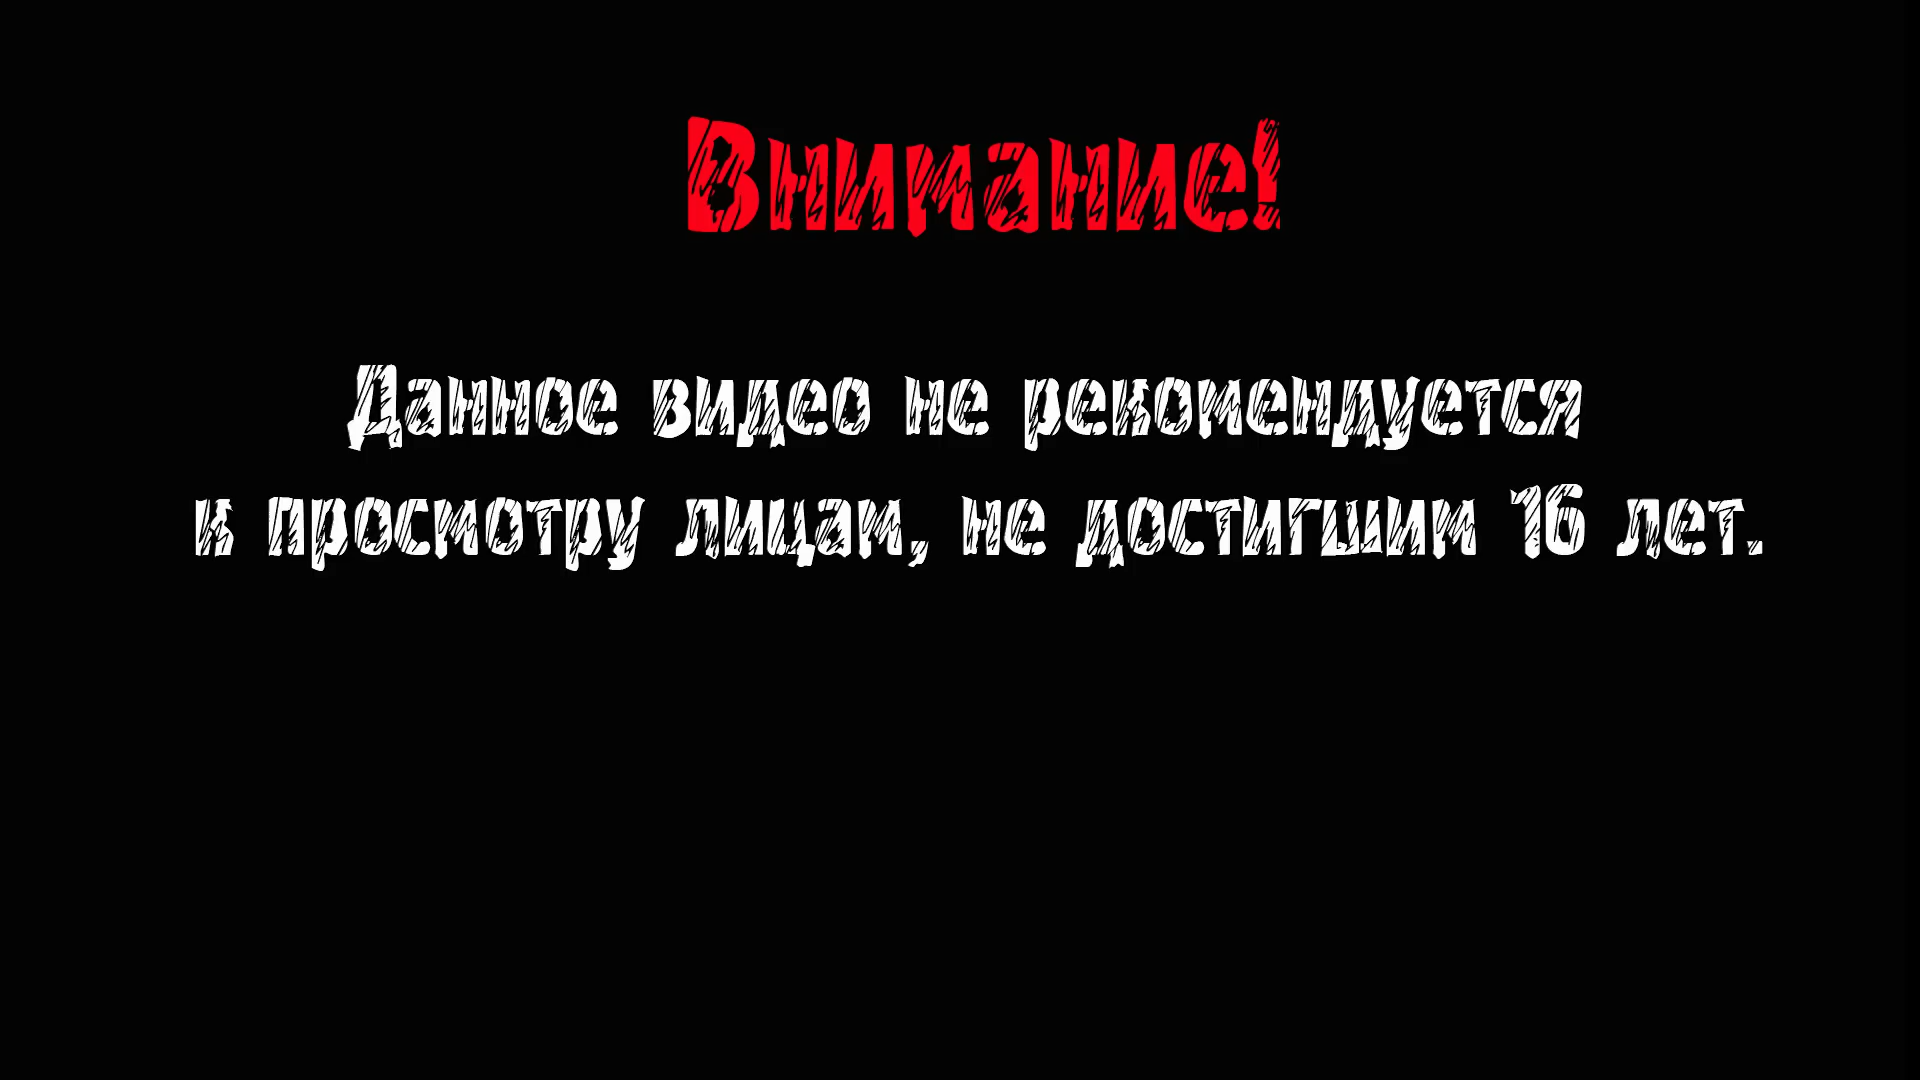 Внимание!
Данное видео не рекомендуется
к просмотру лицам, не достигшим 16 лет.